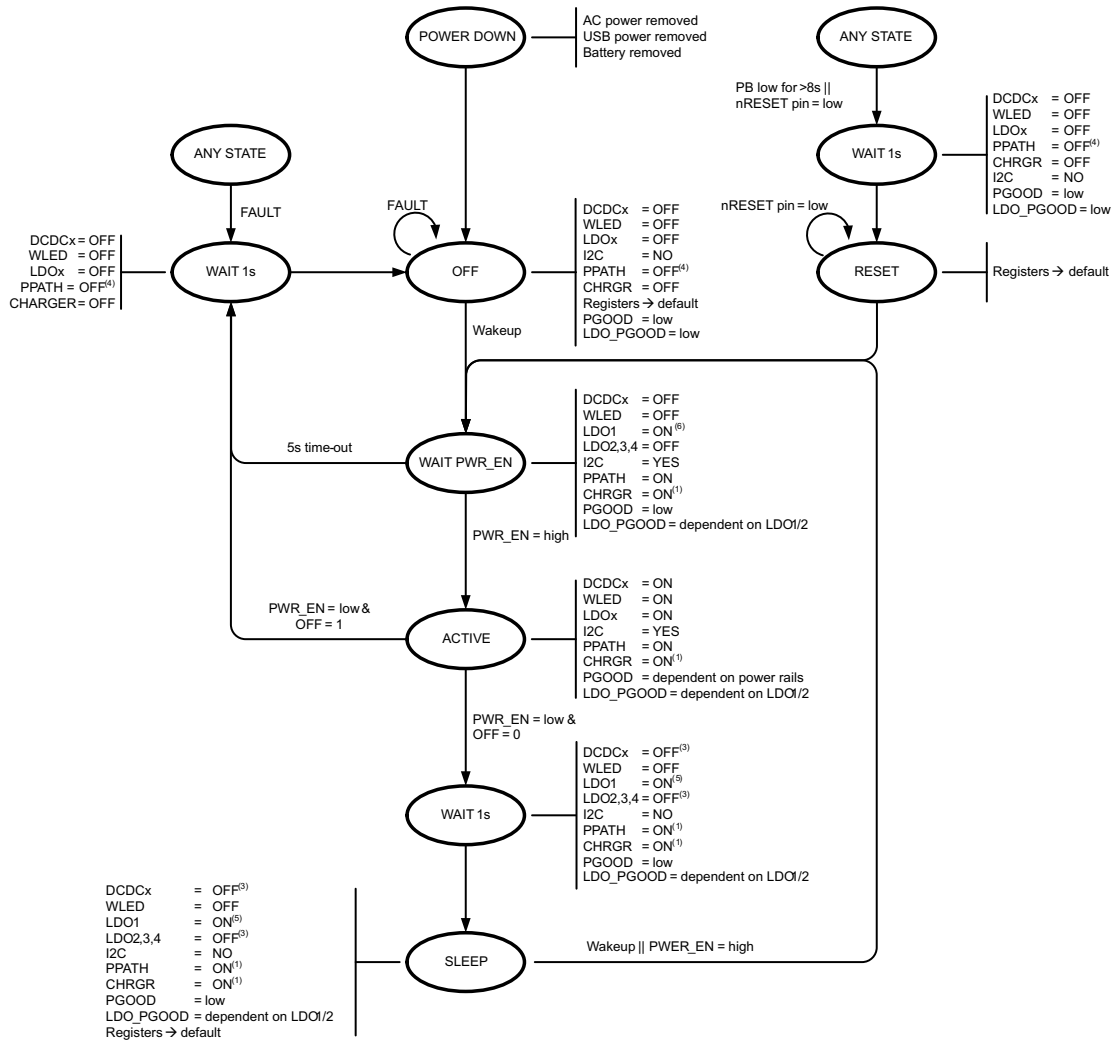 POWER DOWN
AC power removed
USB power removed
Battery removed
ANY STATE
PB low for >8s ||
nRESET pin = low
WAIT 1s
DCDCx = OFF
WLED = OFF
LDOx = OFF
PPATH = OFF(4)
CHRGR = OFF
I2C = NO
PGOOD = low
LDO_PGOOD = low
ANY STATE
FAULT
DCDCx = OFF
WLED = OFF
LDOx = OFF
PPATH = OFF(4)
CHARGER = OFF
WAIT 1s
FAULT
OFF
DCDCx = OFF
WLED = OFF
LDOx = OFF
I2C = NO
PPATH = OFF(4)
CHRGR = OFF
Registers → default
PGOOD = low
LDO_PGOOD = low
nRESET pin = low
RESET
Registers → default
Wakeup
5s time-out
WAIT PWR_EN
DCDCx = OFF
WLED = OFF
LDO1 = ON(6)
LDO2,3,4 = OFF
I2C = YES
PPATH = ON
CHRGR = ON(1)
PGOOD = low
LDO_PGOOD = dependent on LDO1/2
PWR_EN = high
PWR_EN = low &
OFF = 1
ACTIVE
DCDCx = ON
WLED = ON
LDOx = ON
I2C = YES
PPATH = ON
CHRGR = ON(1)
PGOOD = dependent on power rails
LDO_PGOOD = dependent on LDO1/2
PWR_EN = low &
OFF = 0
WAIT 1s
DCDCx = OFF(3)
WLED = OFF
LDO1 = ON(5)
LDO2,3,4 = OFF(3)
I2C = NO
PPATH = ON(1)
CHRGR = ON(1)
PGOOD = low
LDO_PGOOD = dependent on LDO1/2
DCDCx = OFF(3)
WLED = OFF
LDO1 = ON(5)
LDO2,3,4 = OFF(3)
I2C = NO
PPATH = ON(1)
CHRGR = ON(1)
PGOOD = low
LDO_PGOOD = dependent on LDO1/2
Registers → default
SLEEP
Wakeup || PWER_EN = high